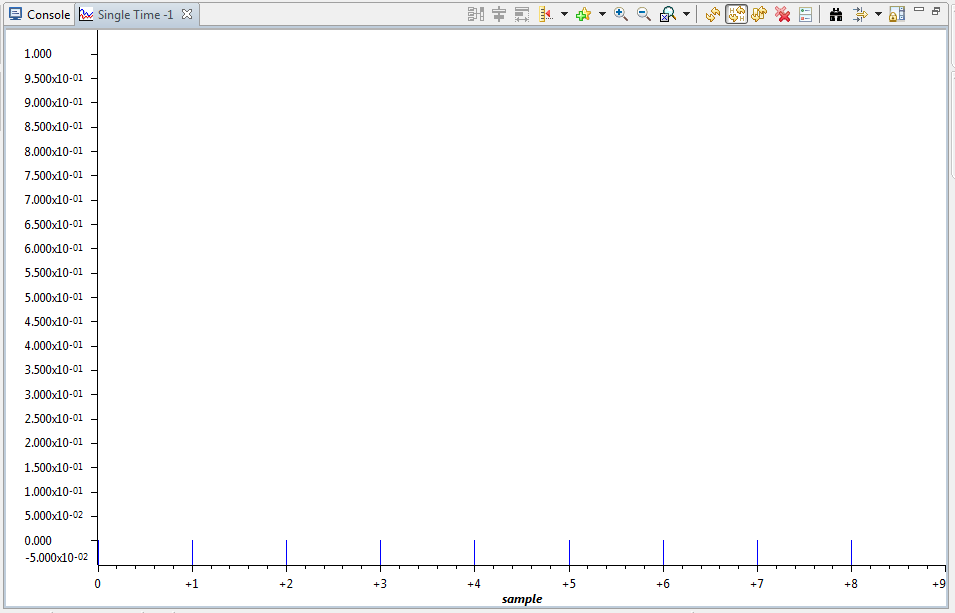 Console Single Time -1
1.000
9.500x10-01
9.000x10-01
8.500x10-01
8.000x10-01
7.500x10-01
7.000x10-01
6.500x10-01
6.000x10-01
5.500x10-01
5.000x10-01
4.500x10-01
4.000x10-01
3.500x10-01
3.000x10-01
2.500x10-01
2.000x10-01
1.500x10-01
1.000x10-01
5.000x10-02
0.000
-5.000x10-02
0 +1 +2 +3 +4 +5 +6 +7 +8 +9
sample